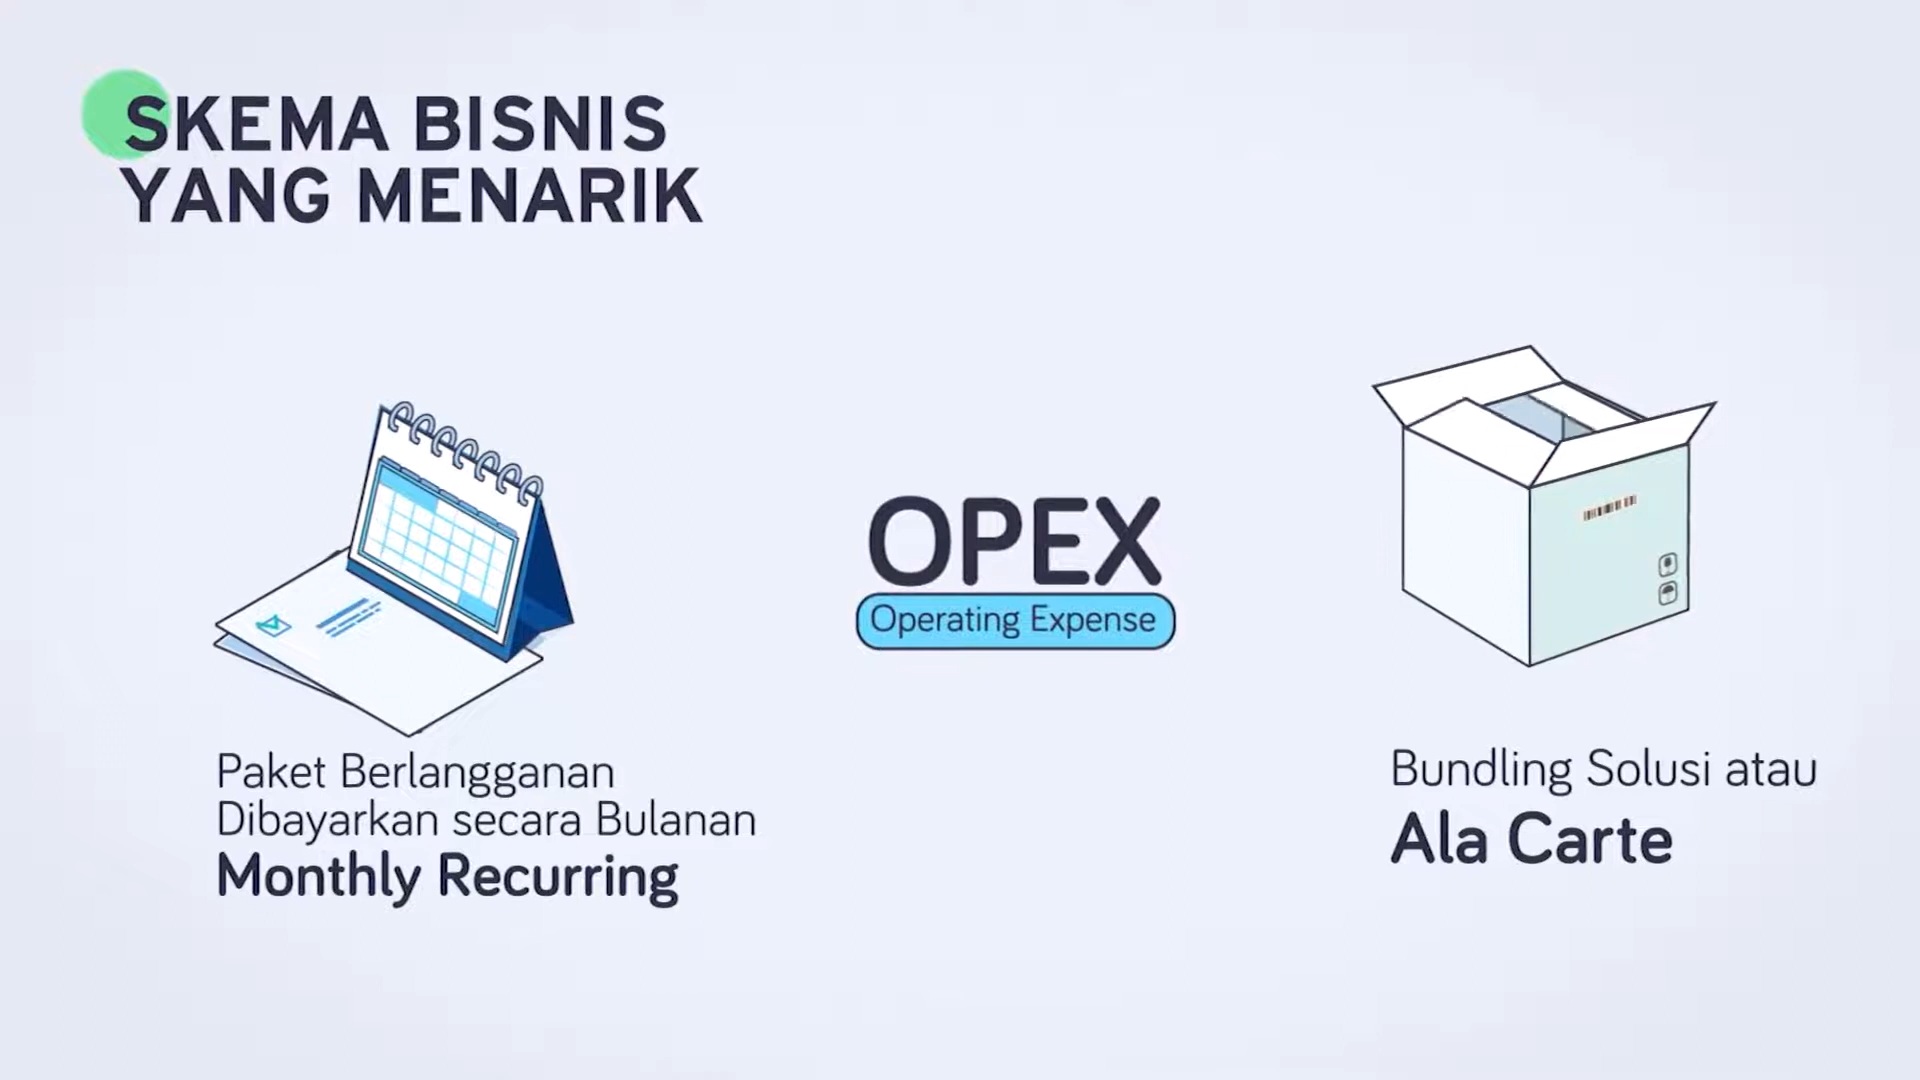 SKEMA BISNIS
YANG MENARIK
Paket Berlangganan
Dibayarkan secara Bulanan
Monthly Recurring
OPEX
Operating Expense
Bundling Solusi atau
Ala Carte